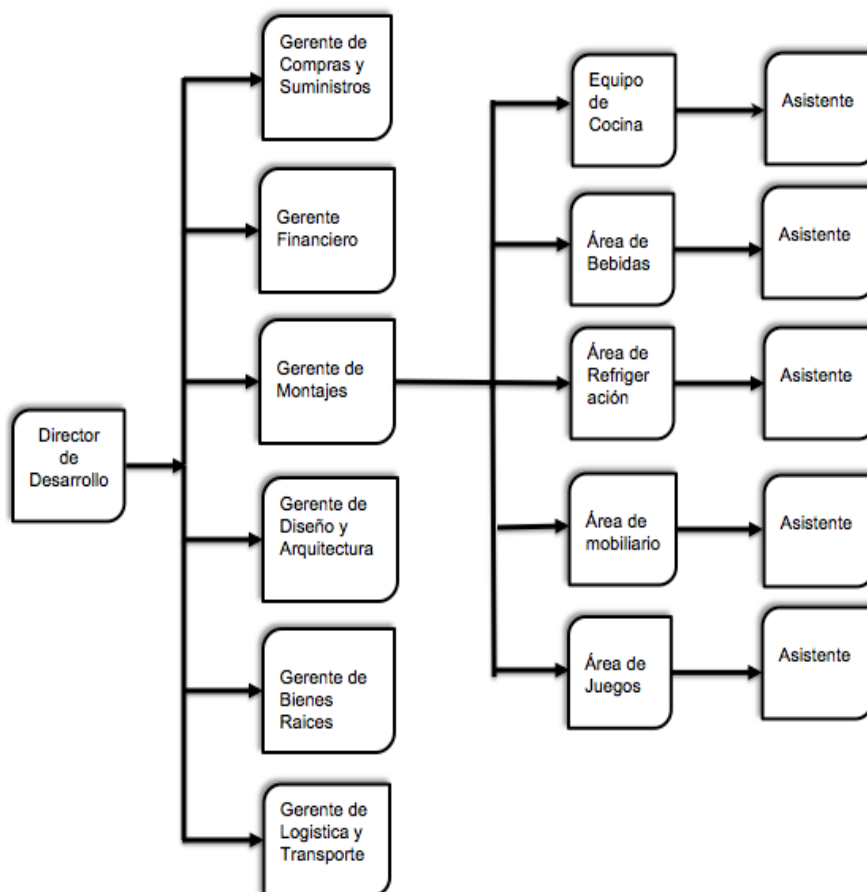 Director
de
Desarrollo
Gerente de
Compras y
Suministros
Gerente
Financiero
Gerente de
Montajes
Gerente de
Diseño y
Arquitectura
Gerente de
Bienes
Raices
Gerente de
Logistica y
Transporte
Equipo
de
Cocina
Asistente
Área de
Bebidas
Asistente
Área de
Refriger
ación
Asistente
Área de
mobiliario
Asistente
Área de
Juegos
Asistente